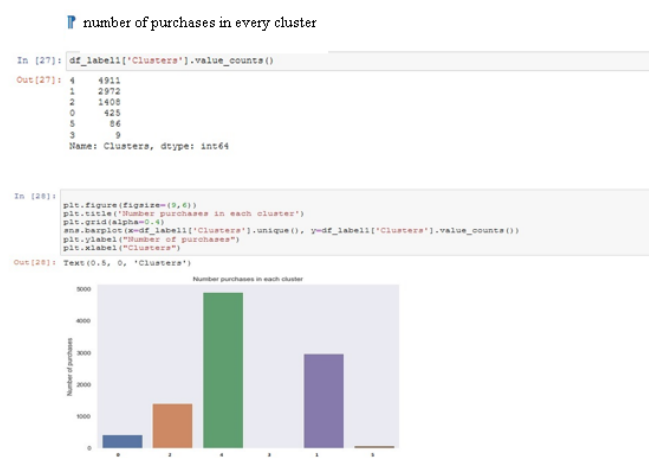 number of purchases in every cluster
In [27]: df_label1['Clusters'].value_counts()
Out[27]: 4 4911
1 2972
2 1408
0 425
5 86
3 9
Name: Clusters, dtype: int64
In [28]:
plt.figure(figsize=(9,6))
plt.title('Number purchases in each cluster')
plt.grid(alpha=0.4)
sns.barplot(x=df_label1['Clusters'].unique(), y=df_label1['Clusters'].value_counts())
plt.ylabel("Number of purchases")
plt.xlabel("Clusters")
Out[28]: Text(0.5, 0, 'Clusters')
Number purchases in each cluster
5000
4000
3000
2000
1000
0
Number of purchases
0 2 4 3 1 5